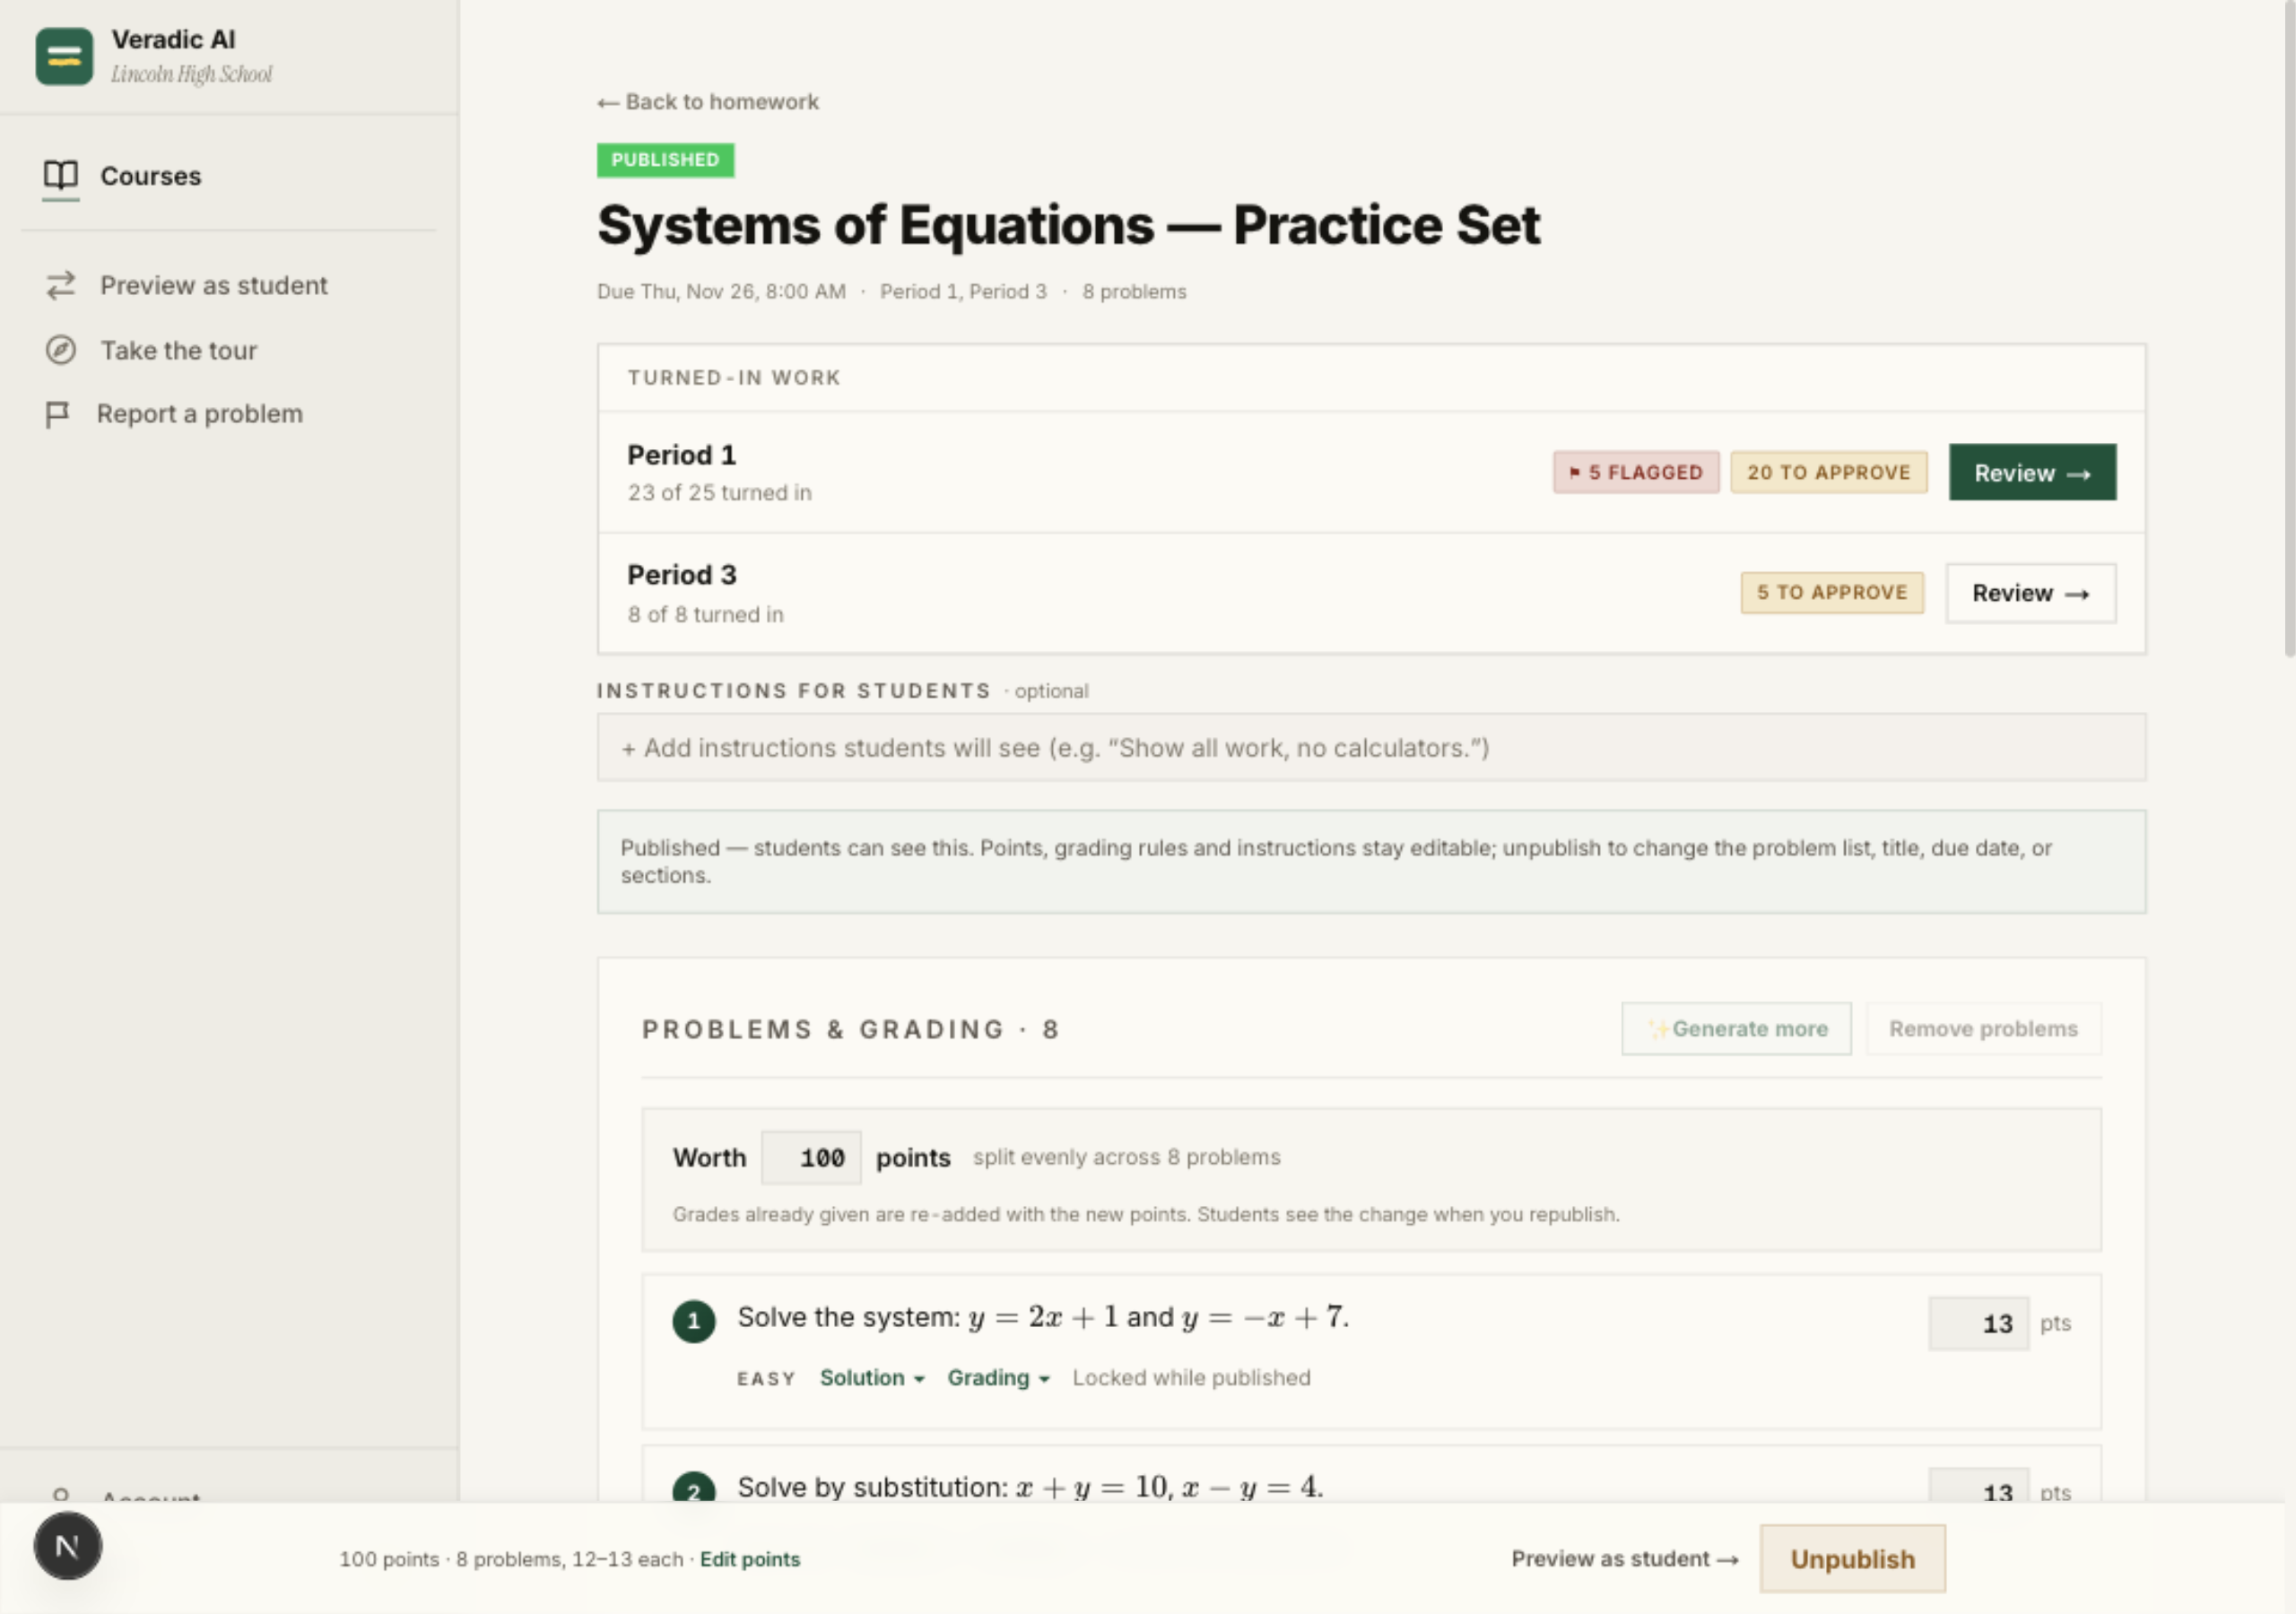 Veradic AI
Lincoln High School
Courses
Preview as student
Take the tour
Report a problem
Account
← Back to homework
PUBLISHED
Systems of Equations — Practice Set
Due Thu, Nov 26, 8:00 AM · Period 1, Period 3 · 8 problems
TURNED-IN WORK
Period 1
23 of 25 turned in
5 FLAGGED
20 TO APPROVE
Review →
Period 3
8 of 8 turned in
5 TO APPROVE
Review →
INSTRUCTIONS FOR STUDENTS · optional
+ Add instructions students will see (e.g. “Show all work, no calculators.”)
Published — students can see this. Points, grading rules and instructions stay editable; unpublish to change the problem list, title, due date, or
sections.
PROBLEMS & GRADING · 8
✨Generate more
Remove problems
Worth 100 points split evenly across 8 problems
Grades already given are re-added with the new points. Students see the change when you republish.
1 Solve the system: y = 2x + 1 and y = −x + 7.
13 pts
EASY Solution Grading Locked while published
2 Solve by substitution: x + y = 10, x − y = 4.
13 pts
N
100 points · 8 problems, 12–13 each · Edit points
Preview as student →
Unpublish